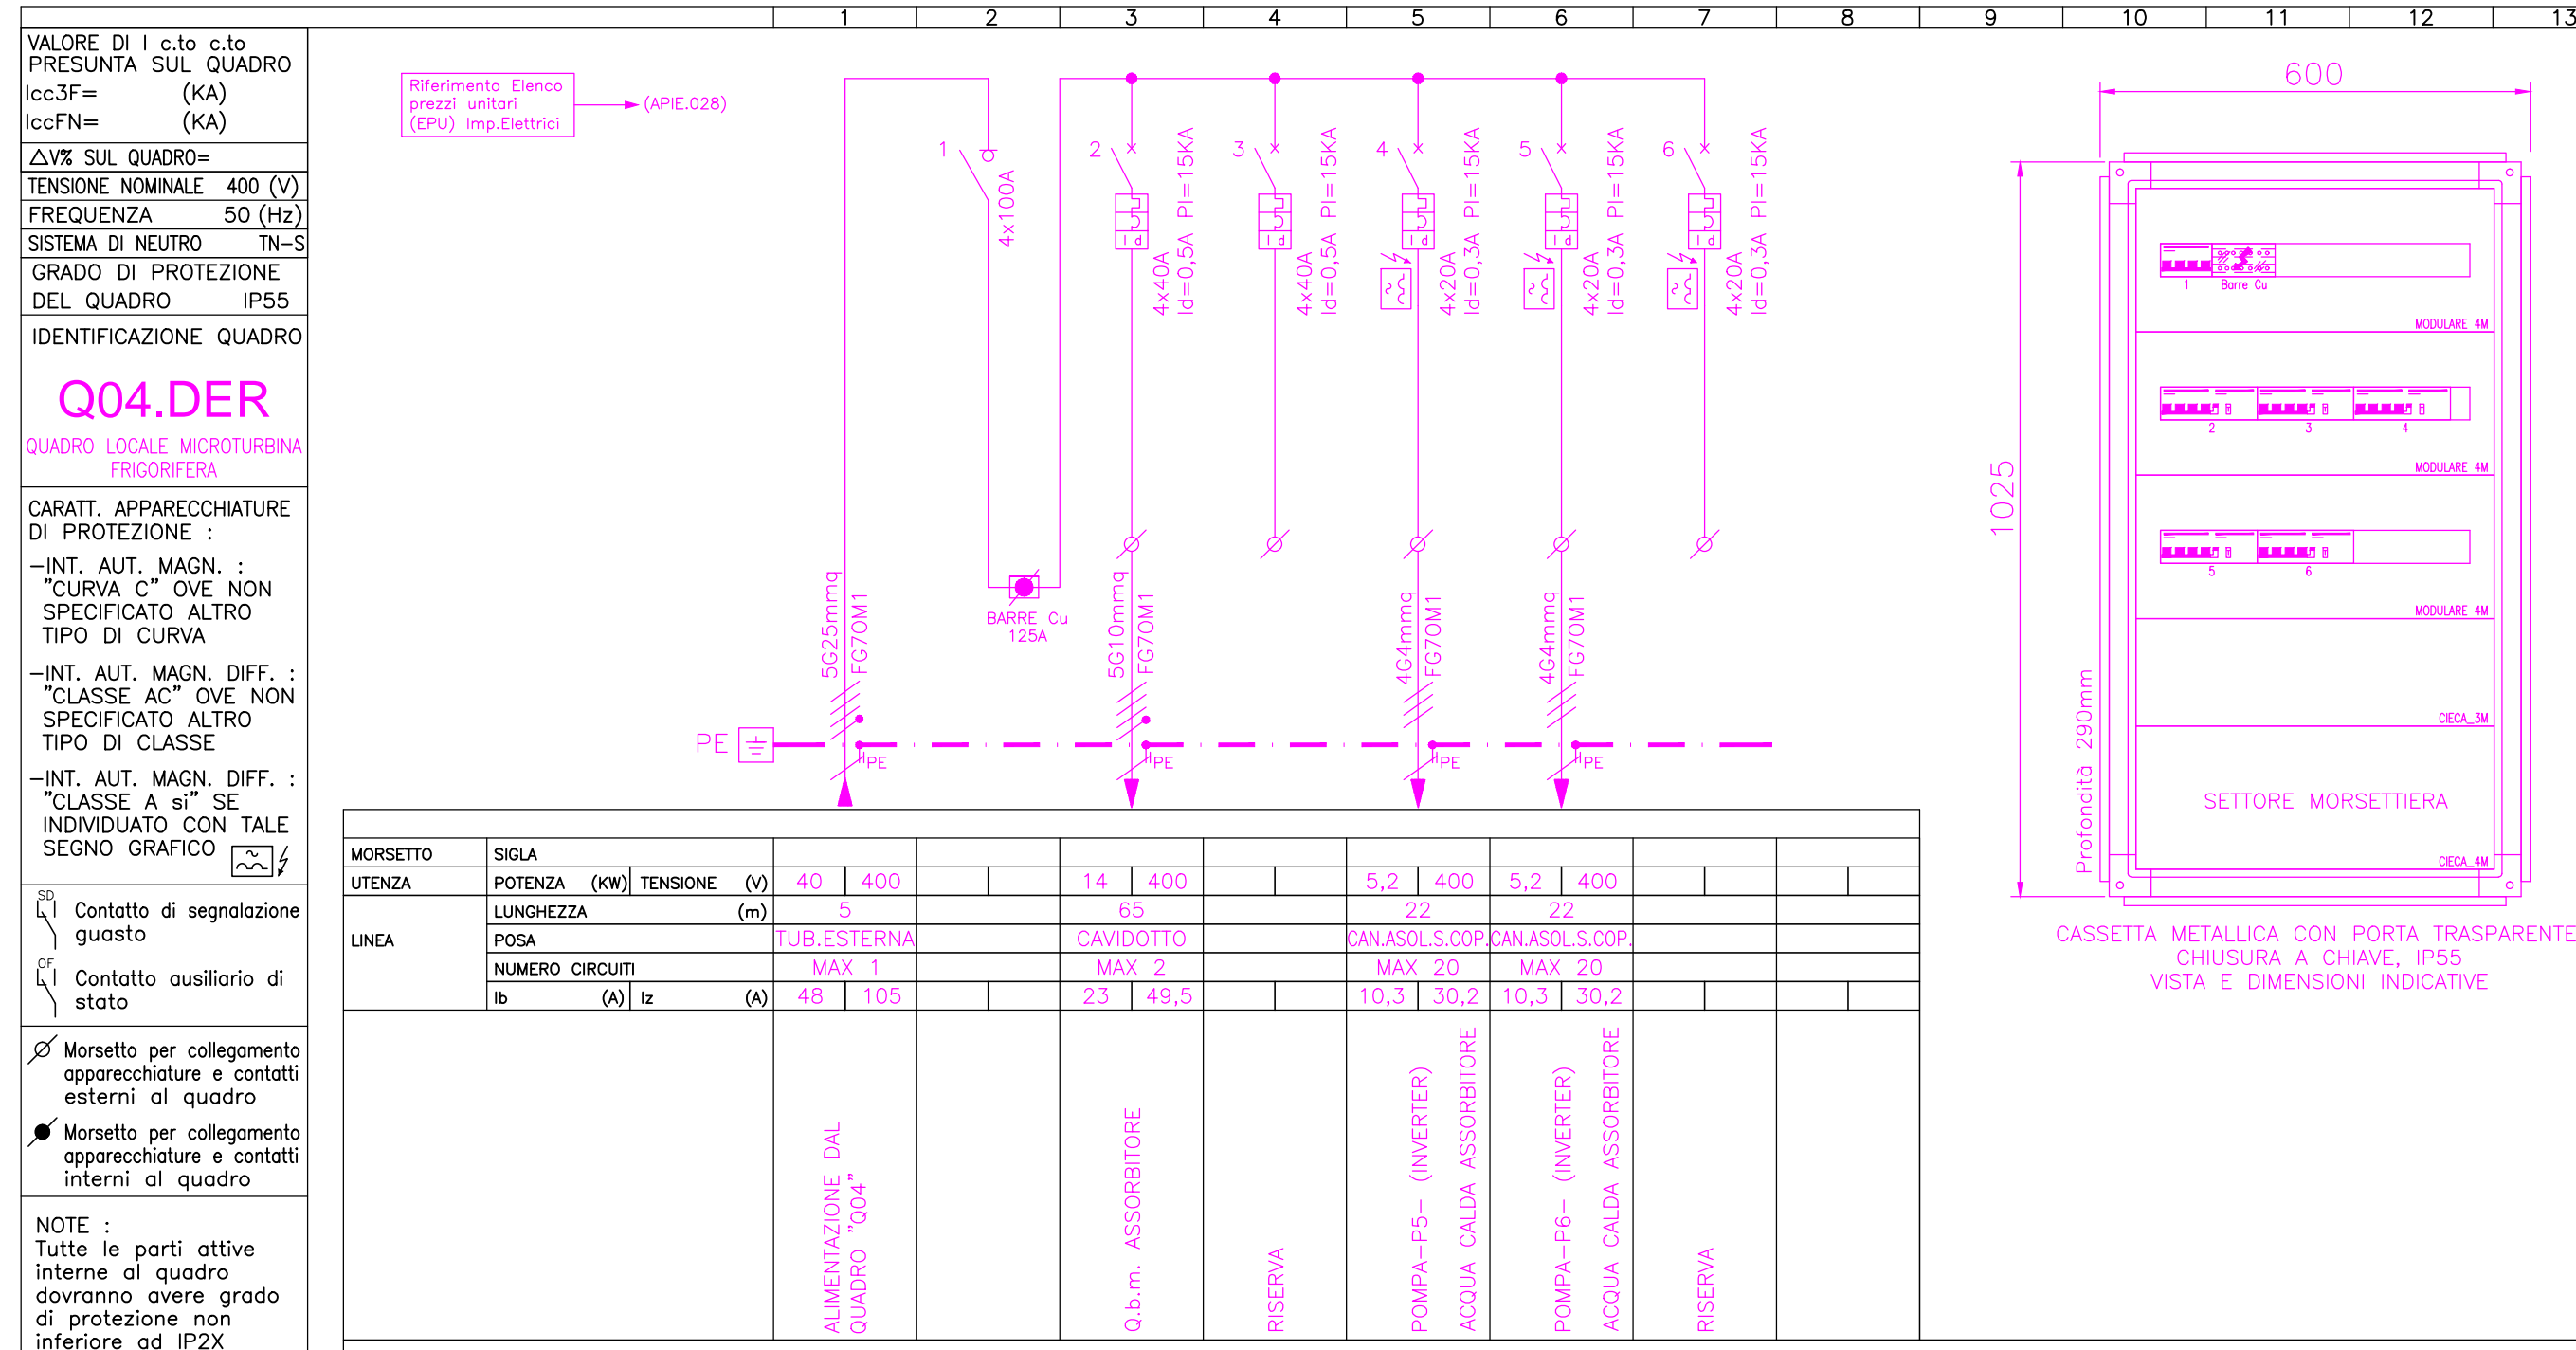 1 2 3 4 5 6 7 8 9 10 11 12 13
VALORE DI I c.to c.to
PRESUNTA SUL QUADRO
Icc3F= (KA)
IccFN= (KA)
△V% SUL QUADRO=
TENSIONE NOMINALE 400 (V)
FREQUENZA 50 (Hz)
SISTEMA DI NEUTRO TN-S
GRADO DI PROTEZIONE
DEL QUADRO IP55
IDENTIFICAZIONE QUADRO
Q04.DER
QUADRO LOCALE MICROTURBINA
FRIGORIFERA
CARATT. APPARECCHIATURE
DI PROTEZIONE :
-INT. AUT. MAGN. :
"CURVA C" OVE NON
SPECIFICATO ALTRO
TIPO DI CURVA
-INT. AUT. MAGN. DIFF. :
"CLASSE AC" OVE NON
SPECIFICATO ALTRO
TIPO DI CLASSE
-INT. AUT. MAGN. DIFF. :
"CLASSE A si" SE
INDIVIDUATO CON TALE
SEGNO GRAFICO
SD
Contatto di segnalazione
guasto
OF
Contatto ausiliario di
stato
Morsetto per collegamento
apparecchiature e contatti
esterni al quadro
Morsetto per collegamento
apparecchiature e contatti
interni al quadro
NOTE :
Tutte le parti attive
interne al quadro
dovranno avere grado
di protezione non
inferiore ad IP2X
Riferimento Elenco
prezzi unitari
(EPU) Imp.Elettrici
(APIE.028)
1
4x100A
2
4x40A
Id=0,5A PI=15KA
I d
3
4x40A
Id=0,5A PI=15KA
I d
4
4x20A
Id=0,3A PI=15KA
I d
5
4x20A
Id=0,3A PI=15KA
I d
6
4x20A
Id=0,3A PI=15KA
I d
BARRE Cu
125A
5G25mmq
FG7OM1
5G10mmq
FG7OM1
4G4mmq
FG7OM1
4G4mmq
FG7OM1
PE
PE PE PE PE
MORSETTO SIGLA
UTENZA POTENZA (KW) TENSIONE (V) 40 400 14 400 5,2 400 5,2 400
LINEA
LUNGHEZZA (m) 5 65 22 22
POSA TUB.ESTERNA CAVIDOTTO CAN.ASOL.S.COP. CAN.ASOL.S.COP.
NUMERO CIRCUITI MAX 1 MAX 2 MAX 20 MAX 20
Ib (A) Iz (A) 48 105 23 49,5 10,3 30,2 10,3 30,2
ALIMENTAZIONE DAL
QUADRO "Q04"
Q.b.m. ASSORBITORE
RISERVA
POMPA-P5- (INVERTER)
ACQUA CALDA ASSORBITORE
POMPA-P6- (INVERTER)
ACQUA CALDA ASSORBITORE
RISERVA
600
1025
Profondità 290mm
1 Barre Cu
MODULARE 4M
2 3 4
MODULARE 4M
5 6
MODULARE 4M
CIECA_3M
SETTORE MORSETTIERA
CIECA_4M
CASSETTA METALLICA CON PORTA TRASPARENTE
CHIUSURA A CHIAVE, IP55
VISTA E DIMENSIONI INDICATIVE